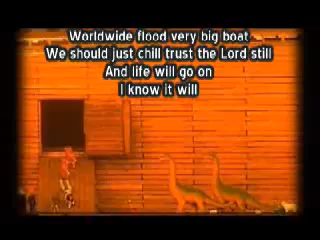 Worldwide flood very big boat
We should just chill trust the Lord still
And life will go on
I know it will